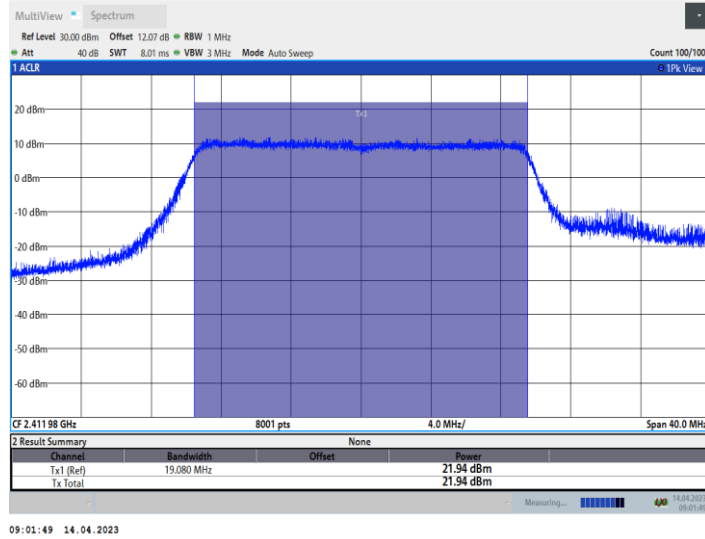 MultiView Spectrum
Ref Level 30.00 dBm Offset 12.07 dB RBW 1 MHz
Att 40 dB SWT 8.01 ms VBW 3 MHz Mode Auto Sweep Count 100/100
1 ACLR 1Pk View
Tx1
20 dBm
10 dBm
0 dBm
-10 dBm
-20 dBm
-30 dBm
-40 dBm
-50 dBm
-60 dBm
CF 2.411 98 GHz 8001 pts 4.0 MHz/ Span 40.0 MHz
2 Result Summary None
Channel Bandwidth Offset Power
Tx1 (Ref) 19.080 MHz 21.94 dBm
Tx Total 21.94 dBm
Measuring... 14.04.2023
09:01:49
09:01:49 14.04.2023